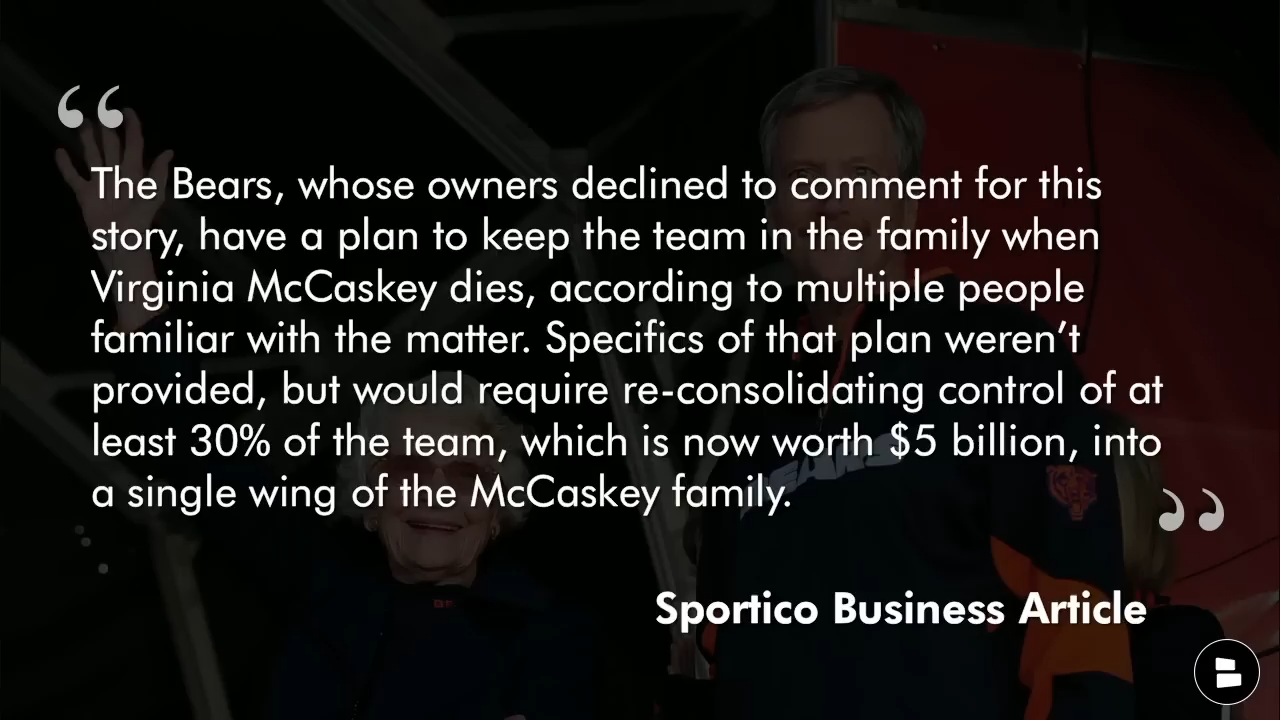 “
The Bears, whose owners declined to comment for this
story, have a plan to keep the team in the family when
Virginia McCaskey dies, according to multiple people
familiar with the matter. Specifics of that plan weren’t
provided, but would require re-consolidating control of at
least 30% of the team, which is now worth $5 billion, into
a single wing of the McCaskey family.
”
Sportico Business Article